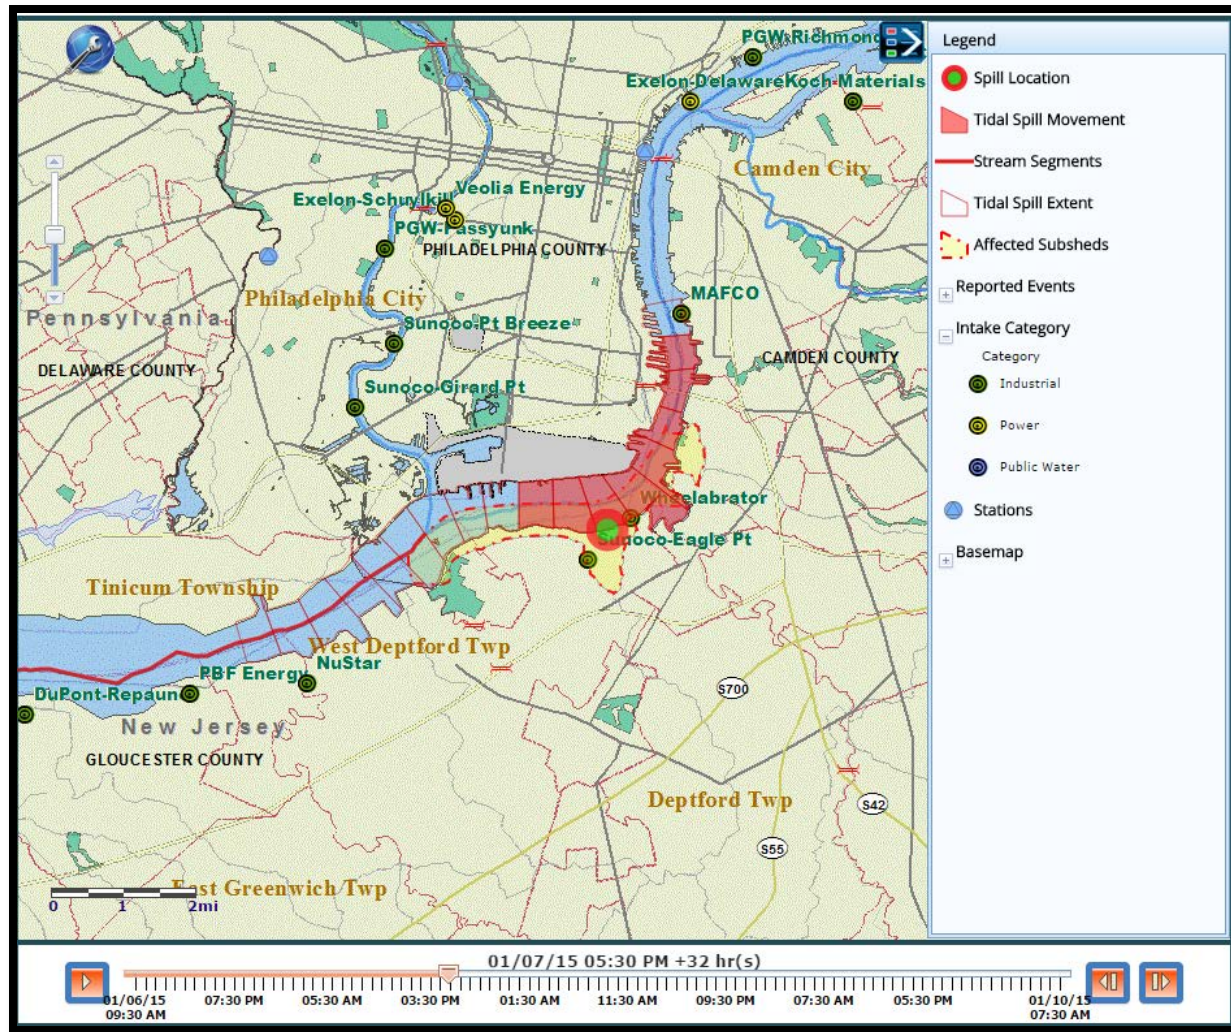 PGW-Richmond
Exelon-Delaware
Koch-Materials
Camden City
Veolia Energy
Exelon-Schuylkill
PGW-Passyunk
PHILADELPHIA COUNTY
Philadelphia City
Pennsylvania
MAFCO
Sunoco-Pt Breeze
DELAWARE COUNTY
CAMDEN COUNTY
Sunoco-Girard Pt
Wheelabrator
Sunoco-Eagle Pt
Tinicum Township
West Deptford Twp
PBF Energy
NuStar
DuPont-Repaun
New Jersey
S700
GLOUCESTER COUNTY
Deptford Twp
S42
S55
East Greenwich Twp
0 1 2mi
Legend
Spill Location
Tidal Spill Movement
Stream Segments
Tidal Spill Extent
Affected Subsheds
Reported Events
Intake Category
Category
Industrial
Power
Public Water
Stations
Basemap
01/07/15 05:30 PM +32 hr(s)
01/06/15 07:30 PM 05:30 AM 03:30 PM 01:30 AM 11:30 AM 09:30 PM 07:30 AM 05:30 PM 01/10/15
09:30 AM 07:30 AM